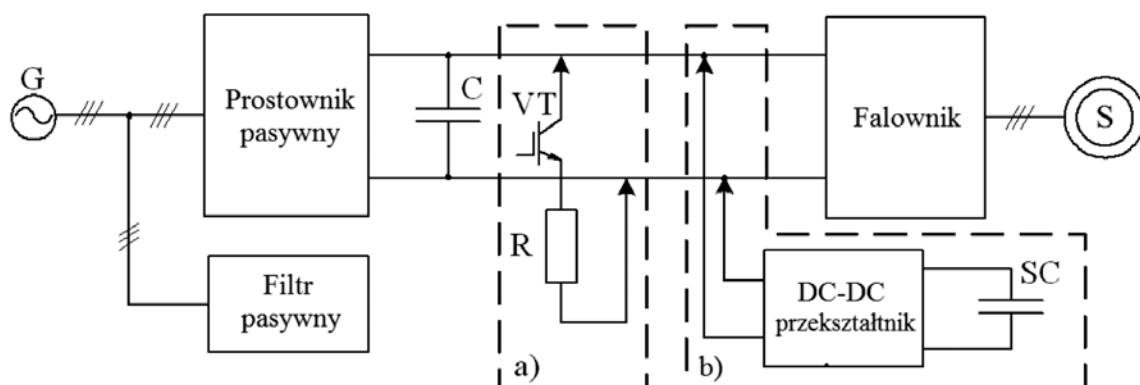 G
Prostownik
pasywny
C
VT
R
a)
b)
Falownik
S
Filtr
pasywny
DC-DC
przekształtnik
SC